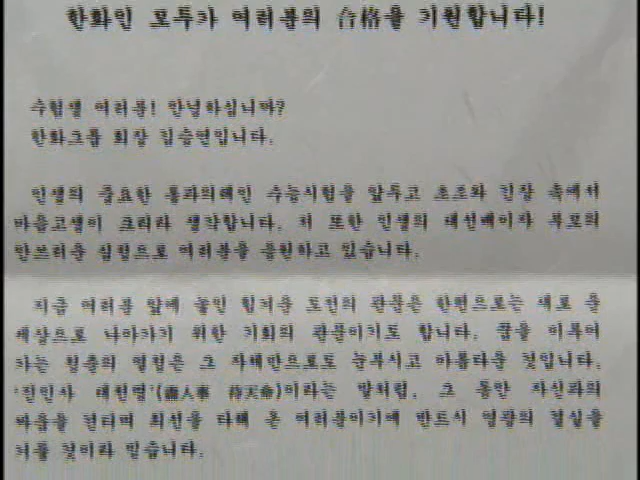 한화인 모두가 여러분의 合格을 기원합니다!
수험생 여러분! 안녕하십니까?
한화그룹 회장 김승연입니다.
인생의 중요한 통과의례인 수능시험을 앞두고 초조와 긴장 속에서
마음고생이 크리라 생각합니다. 저 또한 인생의 대선배이자 부모의
안쓰러운 심정으로 여러분을 응원하고 있습니다.
지금 여러분 앞에 놓인 힘겨운 도전의 관문은 한편으로는 새로 운
세상으로 나아가기 위한 기회의 관문이기도 합니다. 꿈을 이루어
가는 청춘의 열정은 그 자체만으로도 눈부시고 아름다운 것입니다.
'진인사 대천명'(盡人事 待天命)이라는 말처럼, 그 동안 자신과의
싸움을 견디며 최선을 다해 온 여러분이기에 반드시 영광의 결실을
거둘 것이라 믿습니다.